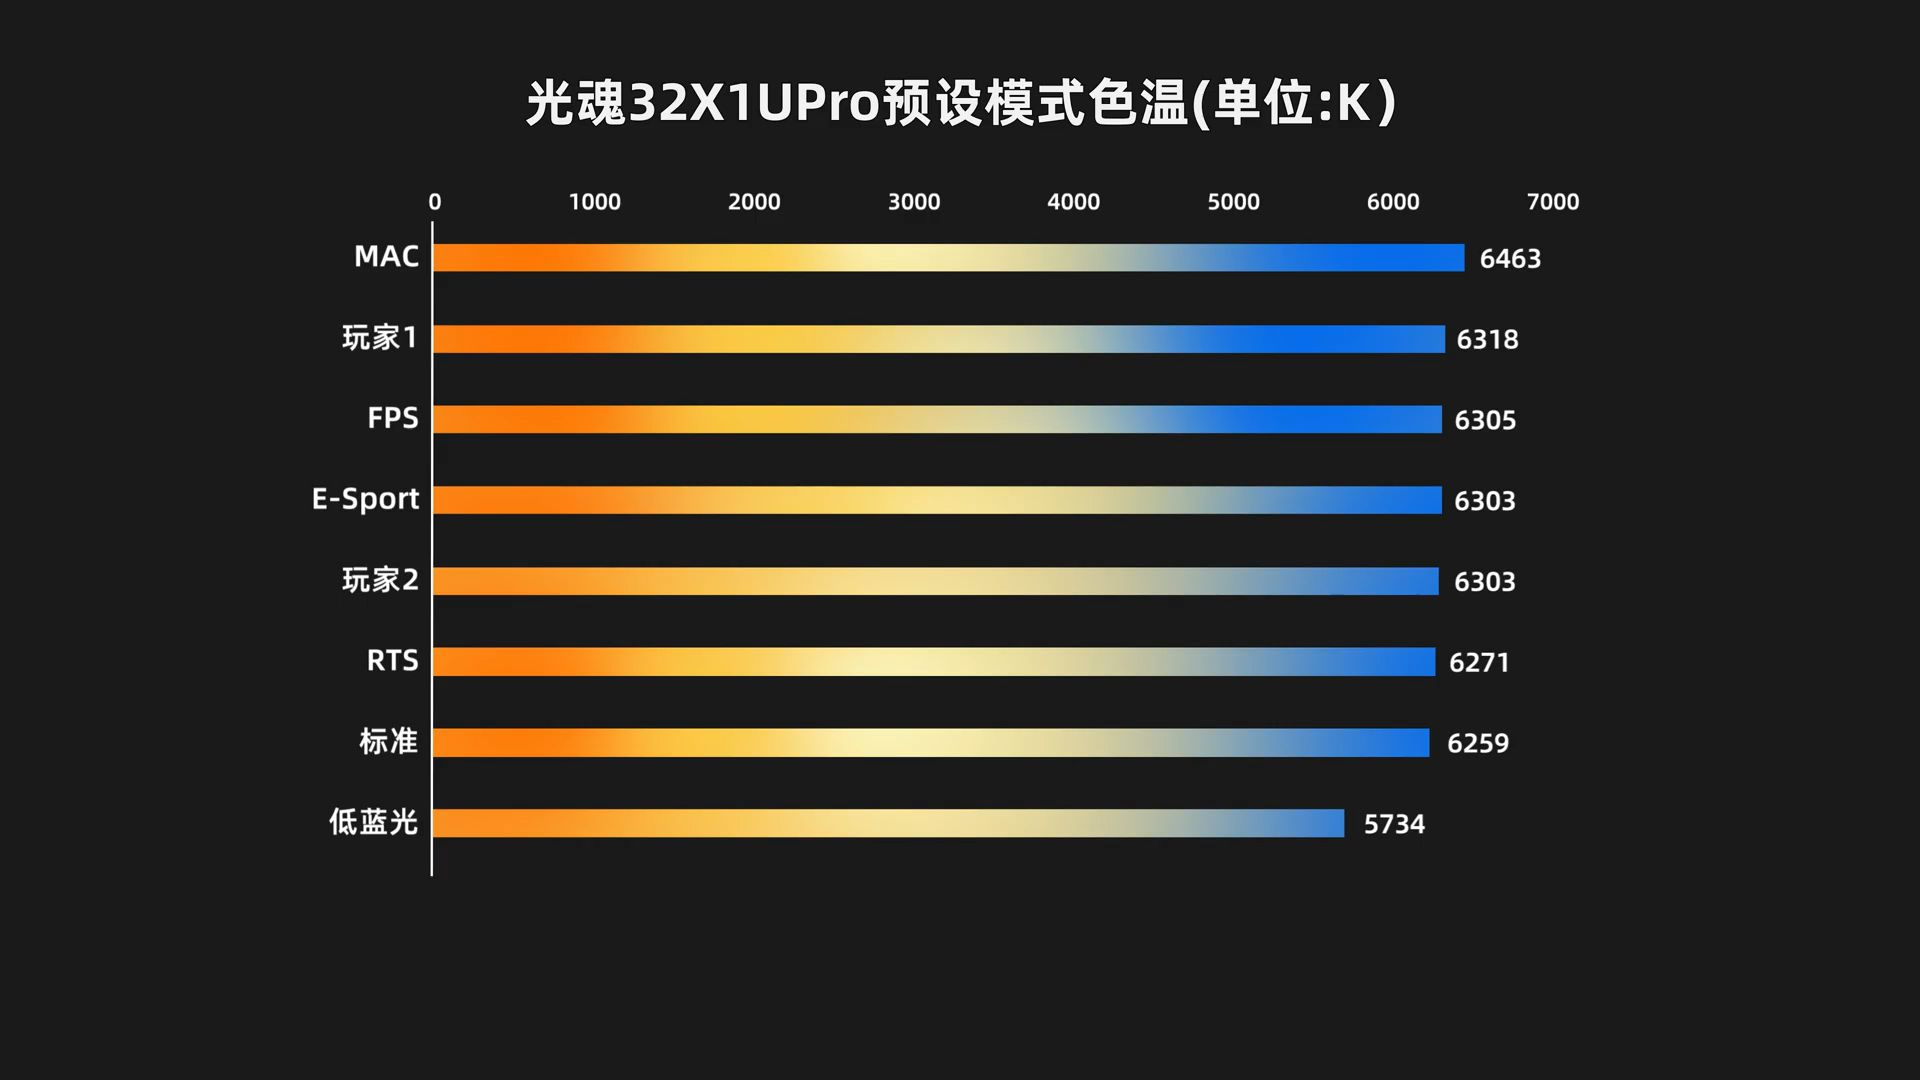 光魂32X1UPro预设模式色温(单位:K）
0 1000 2000 3000 4000 5000 6000 7000
MAC 6463
玩家1 6318
FPS 6305
E-Sport 6303
玩家2 6303
RTS 6271
标准 6259
低蓝光 5734